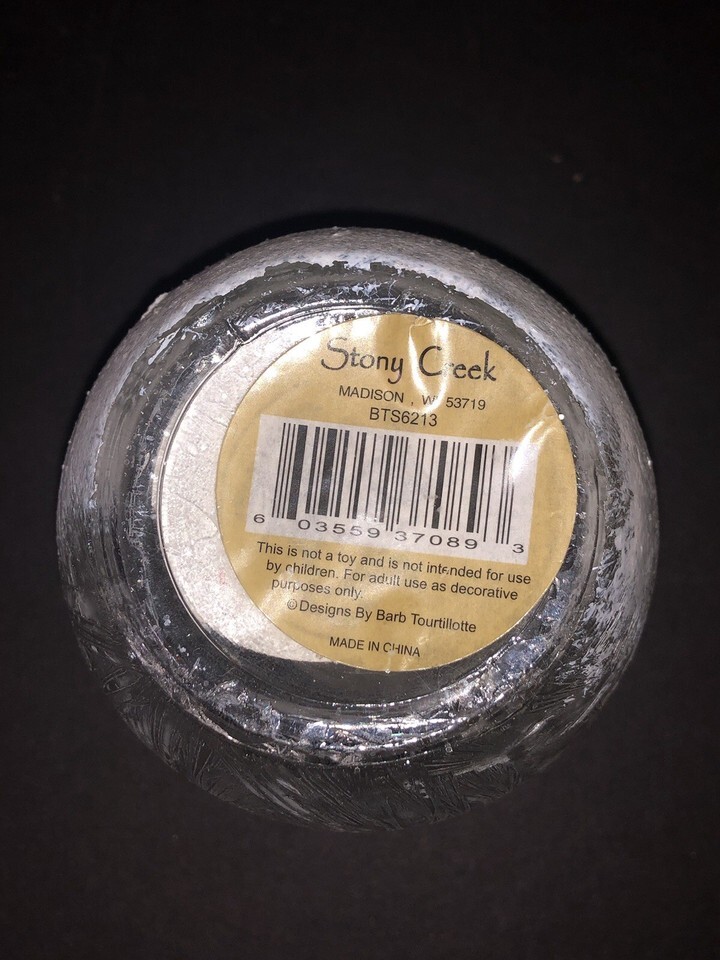 Stony Creek
MADISON , WI 53719
BTS6213
6 03559 37089 3
This is not a toy and is not intended for use
by children. For adult use as decorative
purposes only.
©Designs By Barb Tourtillotte
MADE IN CHINA